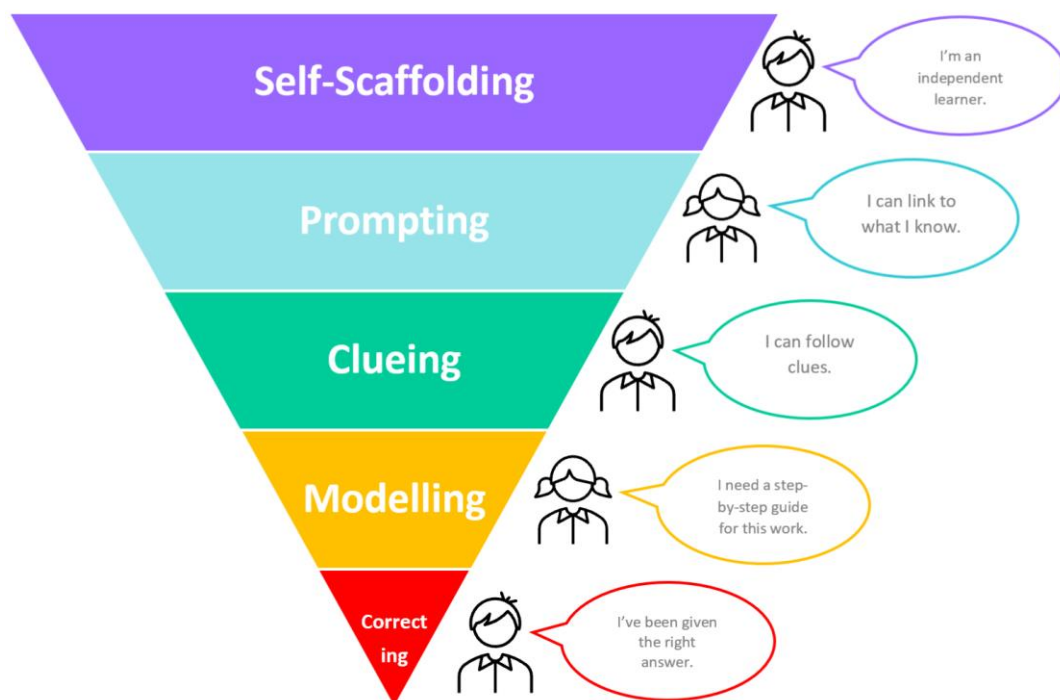 Self-Scaffolding
I'm an
independent
learner.
Prompting
I can link to
what I know.
Clueing
I can follow
clues.
Modelling
I need a step-
by-step guide
for this work.
Correct
ing
I've been given
the right
answer.